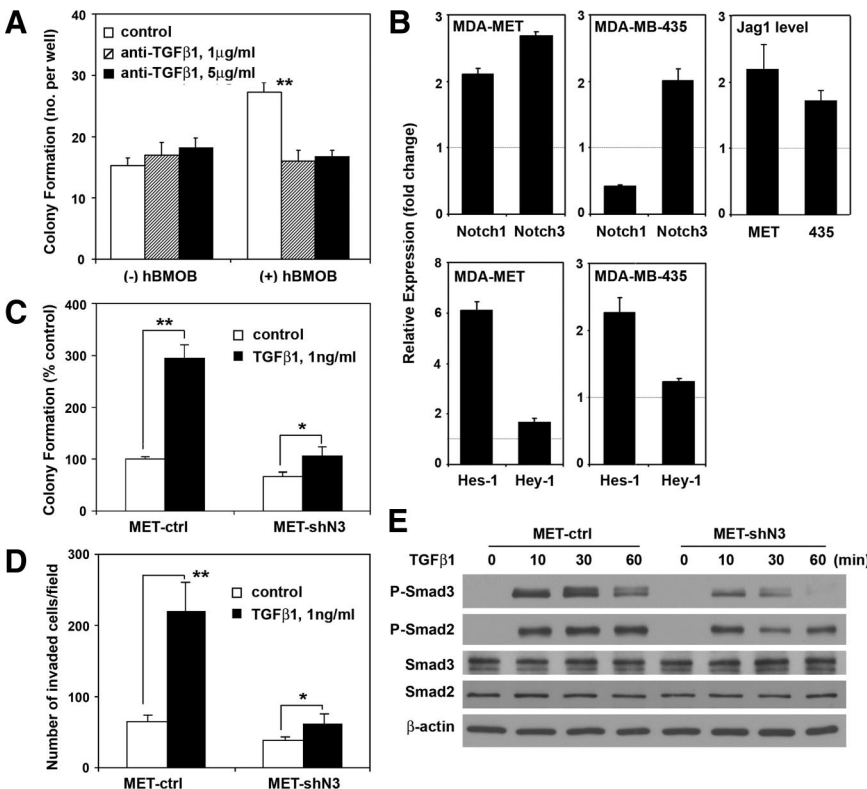 A
Colony Formation (no. per well)
40
30
20
10
0
control
anti-TGFβ1, 1μg/ml
anti-TGFβ1, 5μg/ml
**
(-) hBMOB
(+) hBMOB
B
Relative Expression (fold change)
MDA-MET
3
2
1
0
Notch1 Notch3
MDA-MB-435
3
2
1
0
Notch1 Notch3
Jag1 level
3
2
1
0
MET 435
MDA-MET
8
6
4
2
0
Hes-1 Hey-1
MDA-MB-435
3
2
1
0
Hes-1 Hey-1
C
Colony Formation (% control)
400
300
200
100
0
**
control
TGFβ1, 1ng/ml
*
MET-ctrl
MET-shN3
D
Number of invaded cells/field
300
200
100
0
**
control
TGFβ1, 1ng/ml
*
MET-ctrl
MET-shN3
E
MET-ctrl MET-shN3
TGFβ1 0 10 30 60 0 10 30 60 (min)
P-Smad3
P-Smad2
Smad3
Smad2
β-actin